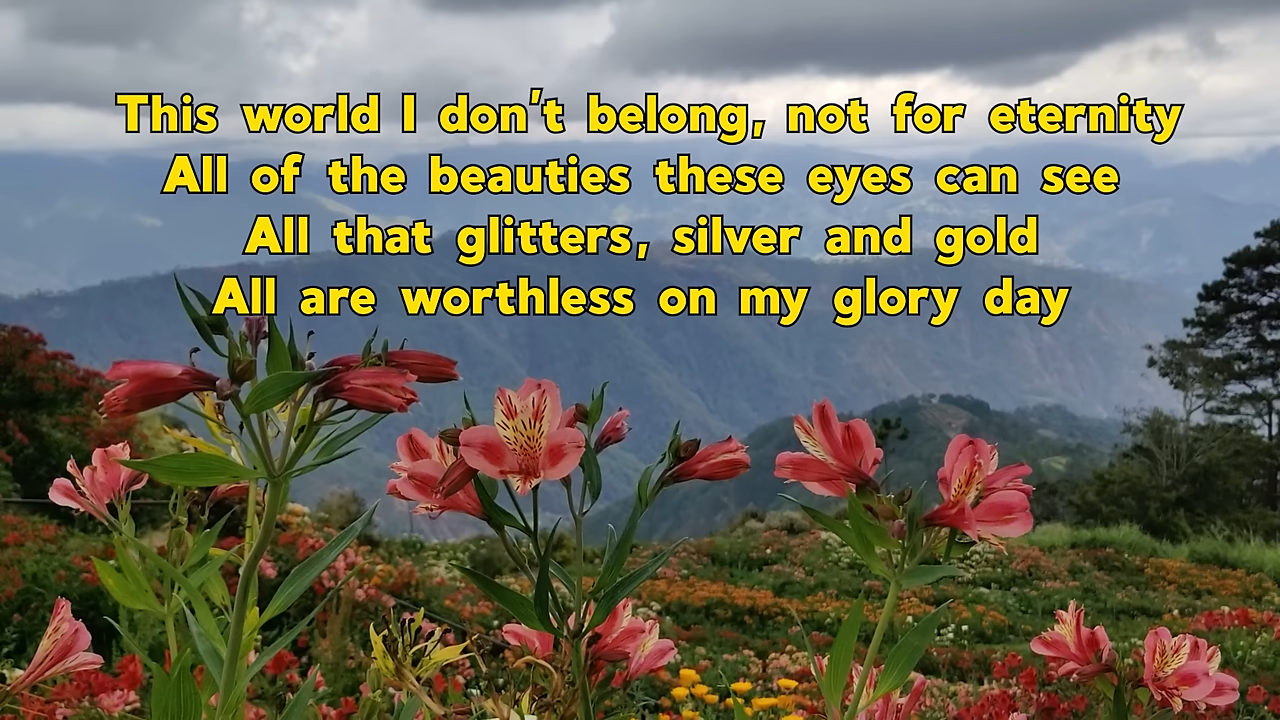 This world I don't belong, not for eternity
All of the beauties these eyes can see
All that glitters, silver and gold
All are worthless on my glory day